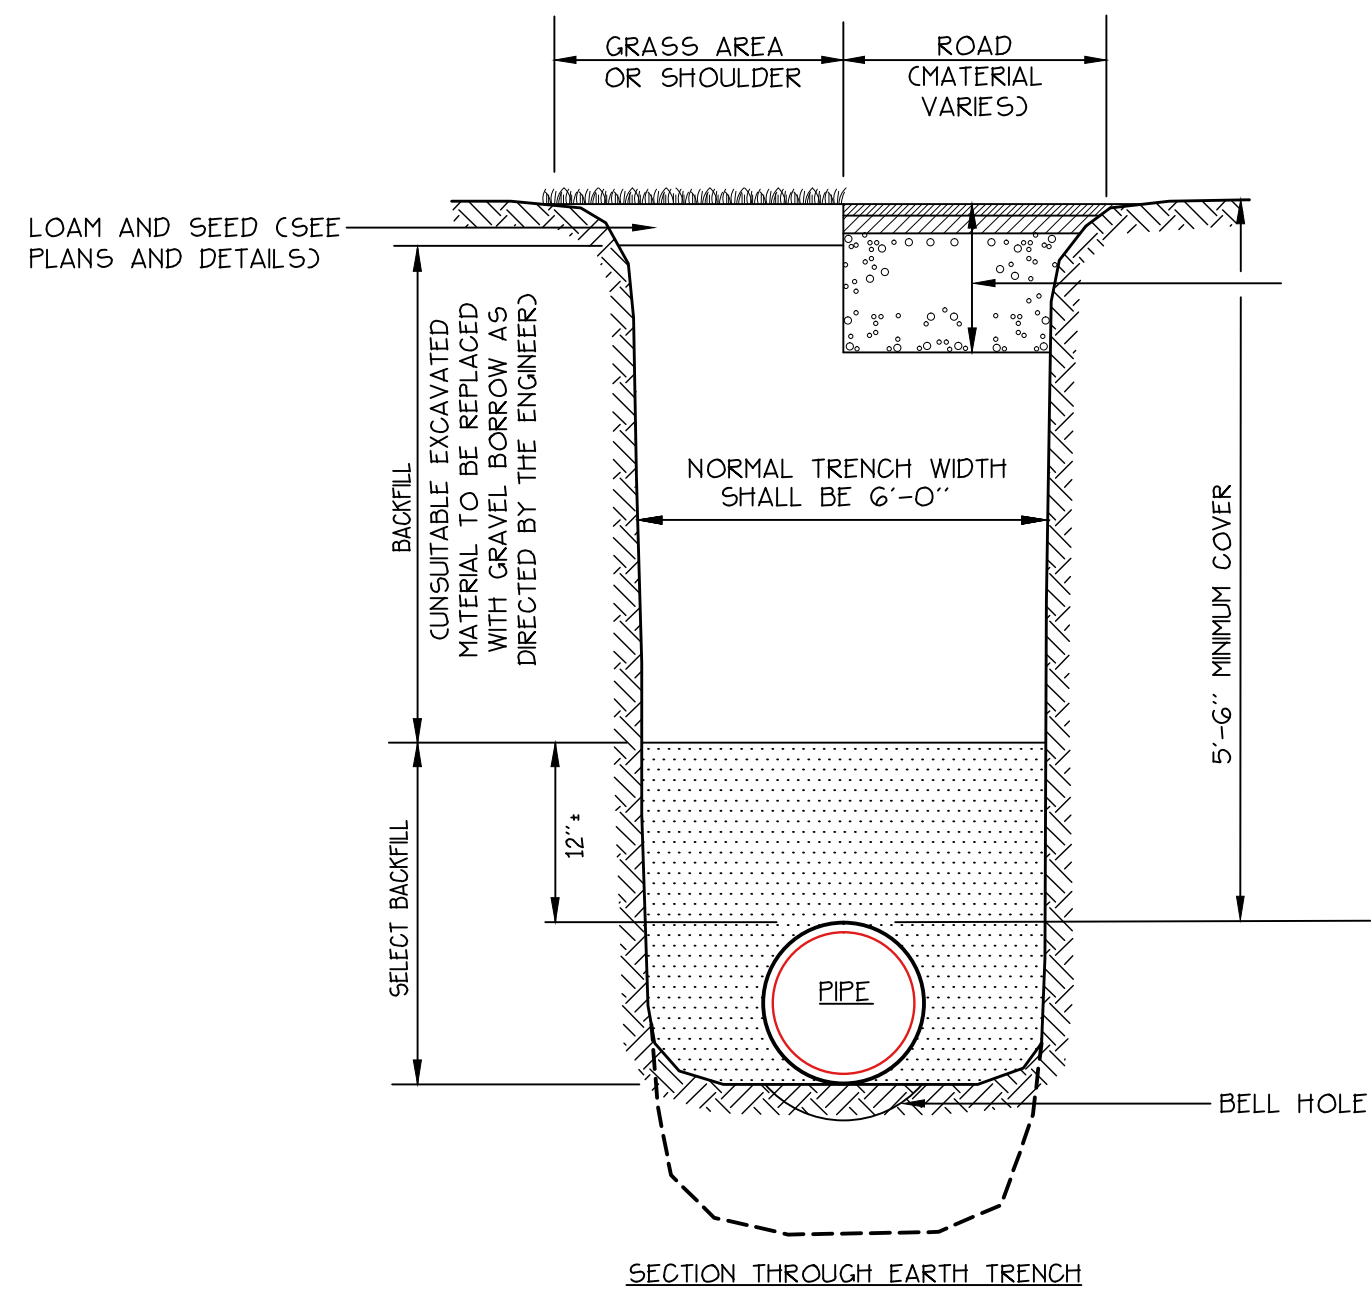 GRASS AREA
OR SHOULDER
ROAD
(MATERIAL
VARIES)
LOAM AND SEED (SEE
PLANS AND DETAILS)
BACKFILL
(UNSUITABLE EXCAVATED
MATERIAL TO BE REPLACED
WITH GRAVEL BORROW AS
DIRECTED BY THE ENGINEER)
NORMAL TRENCH WIDTH
SHALL BE 6'-0"
5'-6" MINIMUM COVER
12"±
SELECT BACKFILL
PIPE
BELL HOLE
SECTION THROUGH EARTH TRENCH